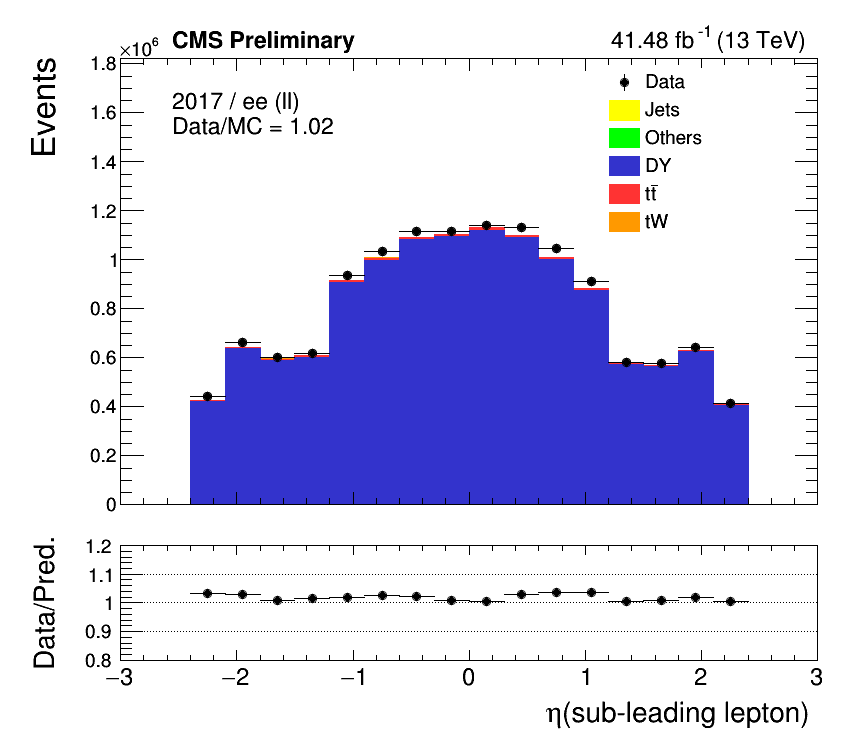 ×10⁶ CMS Preliminary 41.48 fb⁻¹ (13 TeV)
Events
2017 / ee (ll)
Data/MC = 1.02
Data
Jets
Others
DY
tt̄
tW
1.8
1.6
1.4
1.2
1
0.8
0.6
0.4
0.2
0
Data/Pred.
1.2
1.1
1
0.9
0.8
−3 −2 −1 0 1 2 3
η(sub-leading lepton)